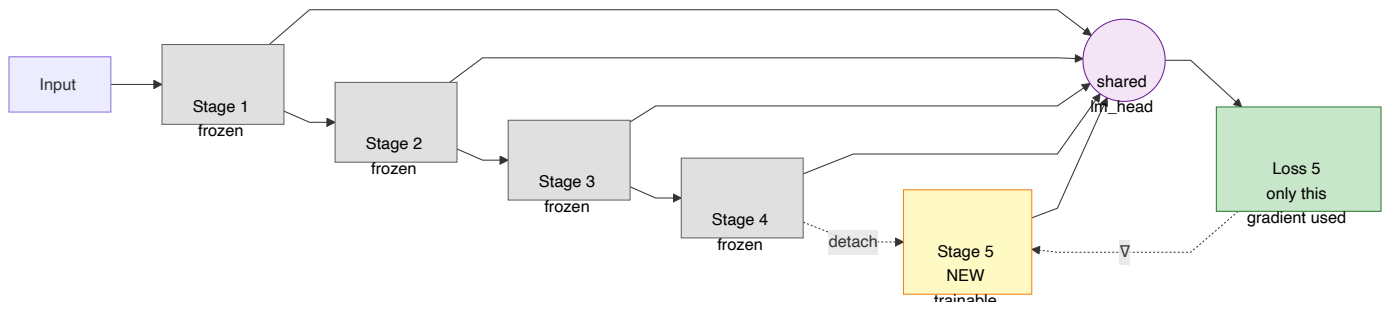 Input
Stage 1
frozen
Stage 2
frozen
Stage 3
frozen
Stage 4
frozen
detach
Stage 5
NEW
trainable
shared
lm_head
Loss 5
only this
gradient used
∇